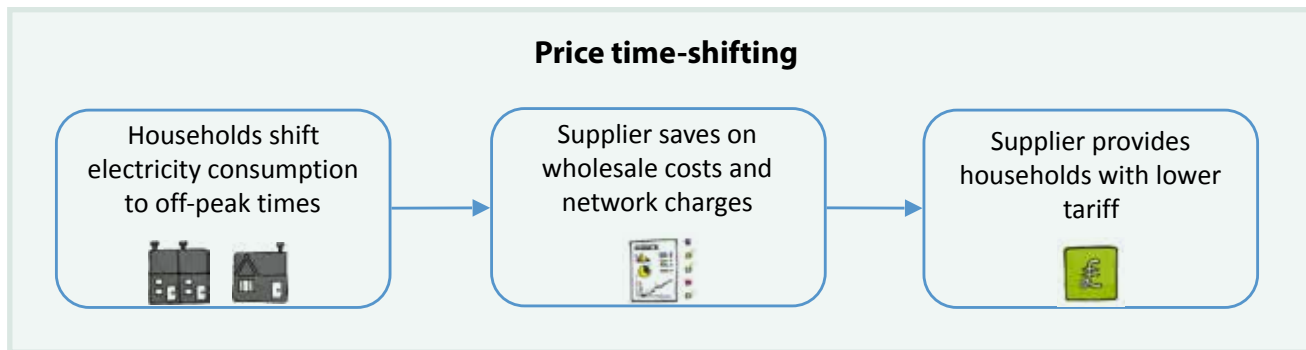 Price time-shifting
Households shift
electricity consumption
to off-peak times
Supplier saves on
wholesale costs and
network charges
Supplier provides
households with lower
tariff
£